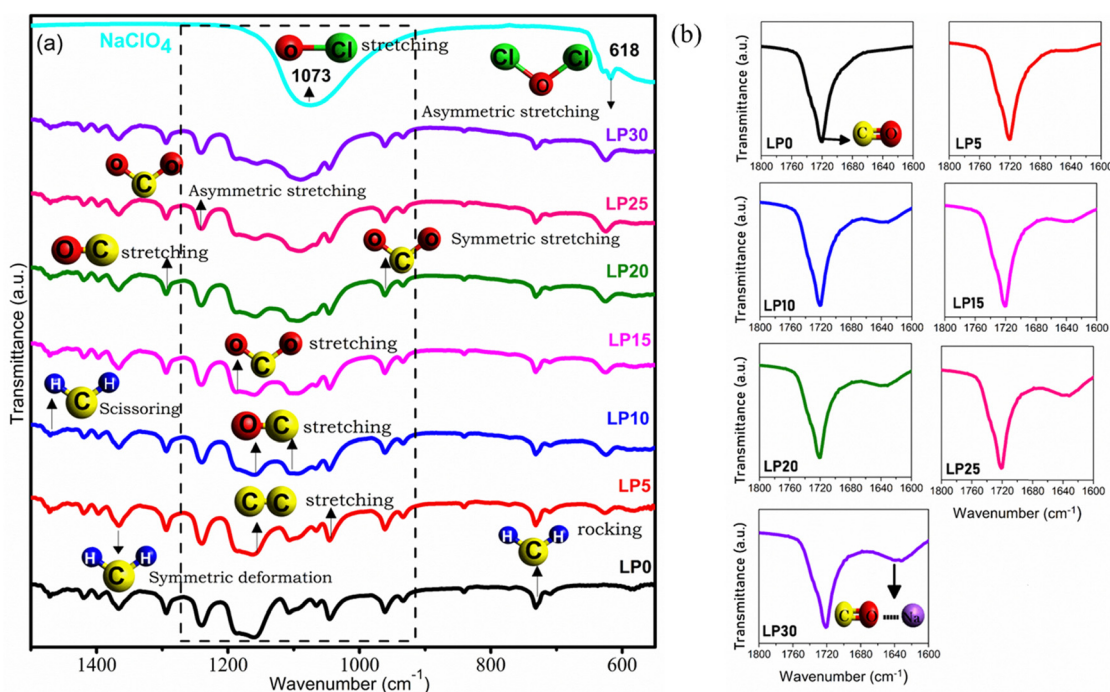 (a)
NaClO4
O Cl stretching
1073
Cl Cl
O
618
Asymmetric stretching
LP30
O O
C
Asymmetric stretching
LP25
O C
stretching
O O
C
Symmetric stretching
LP20
O O
C
stretching
LP15
H H
C
Scissoring
O C
stretching
LP10
C C
stretching
LP5
H H
C
rocking
H H
C
Symmetric deformation
LP0
Transmittance (a.u.)
1400 1200 1000 800 600
Wavenumber (cm-1)
(b)
Transmittance (a.u.)
LP0
C O
1800 1760 1720 1680 1640 1600
LP5
1800 1760 1720 1680 1640 1600
Transmittance (a.u.)
LP10
1800 1760 1720 1680 1640 1600
LP15
1800 1760 1720 1680 1640 1600
Transmittance (a.u.)
LP20
1800 1760 1720 1680 1640 1600
LP25
1800 1760 1720 1680 1640 1600
Wavenumber (cm-1)
Transmittance (a.u.)
LP30
C O Na
1800 1760 1720 1680 1640 1600
Wavenumber (cm-1)